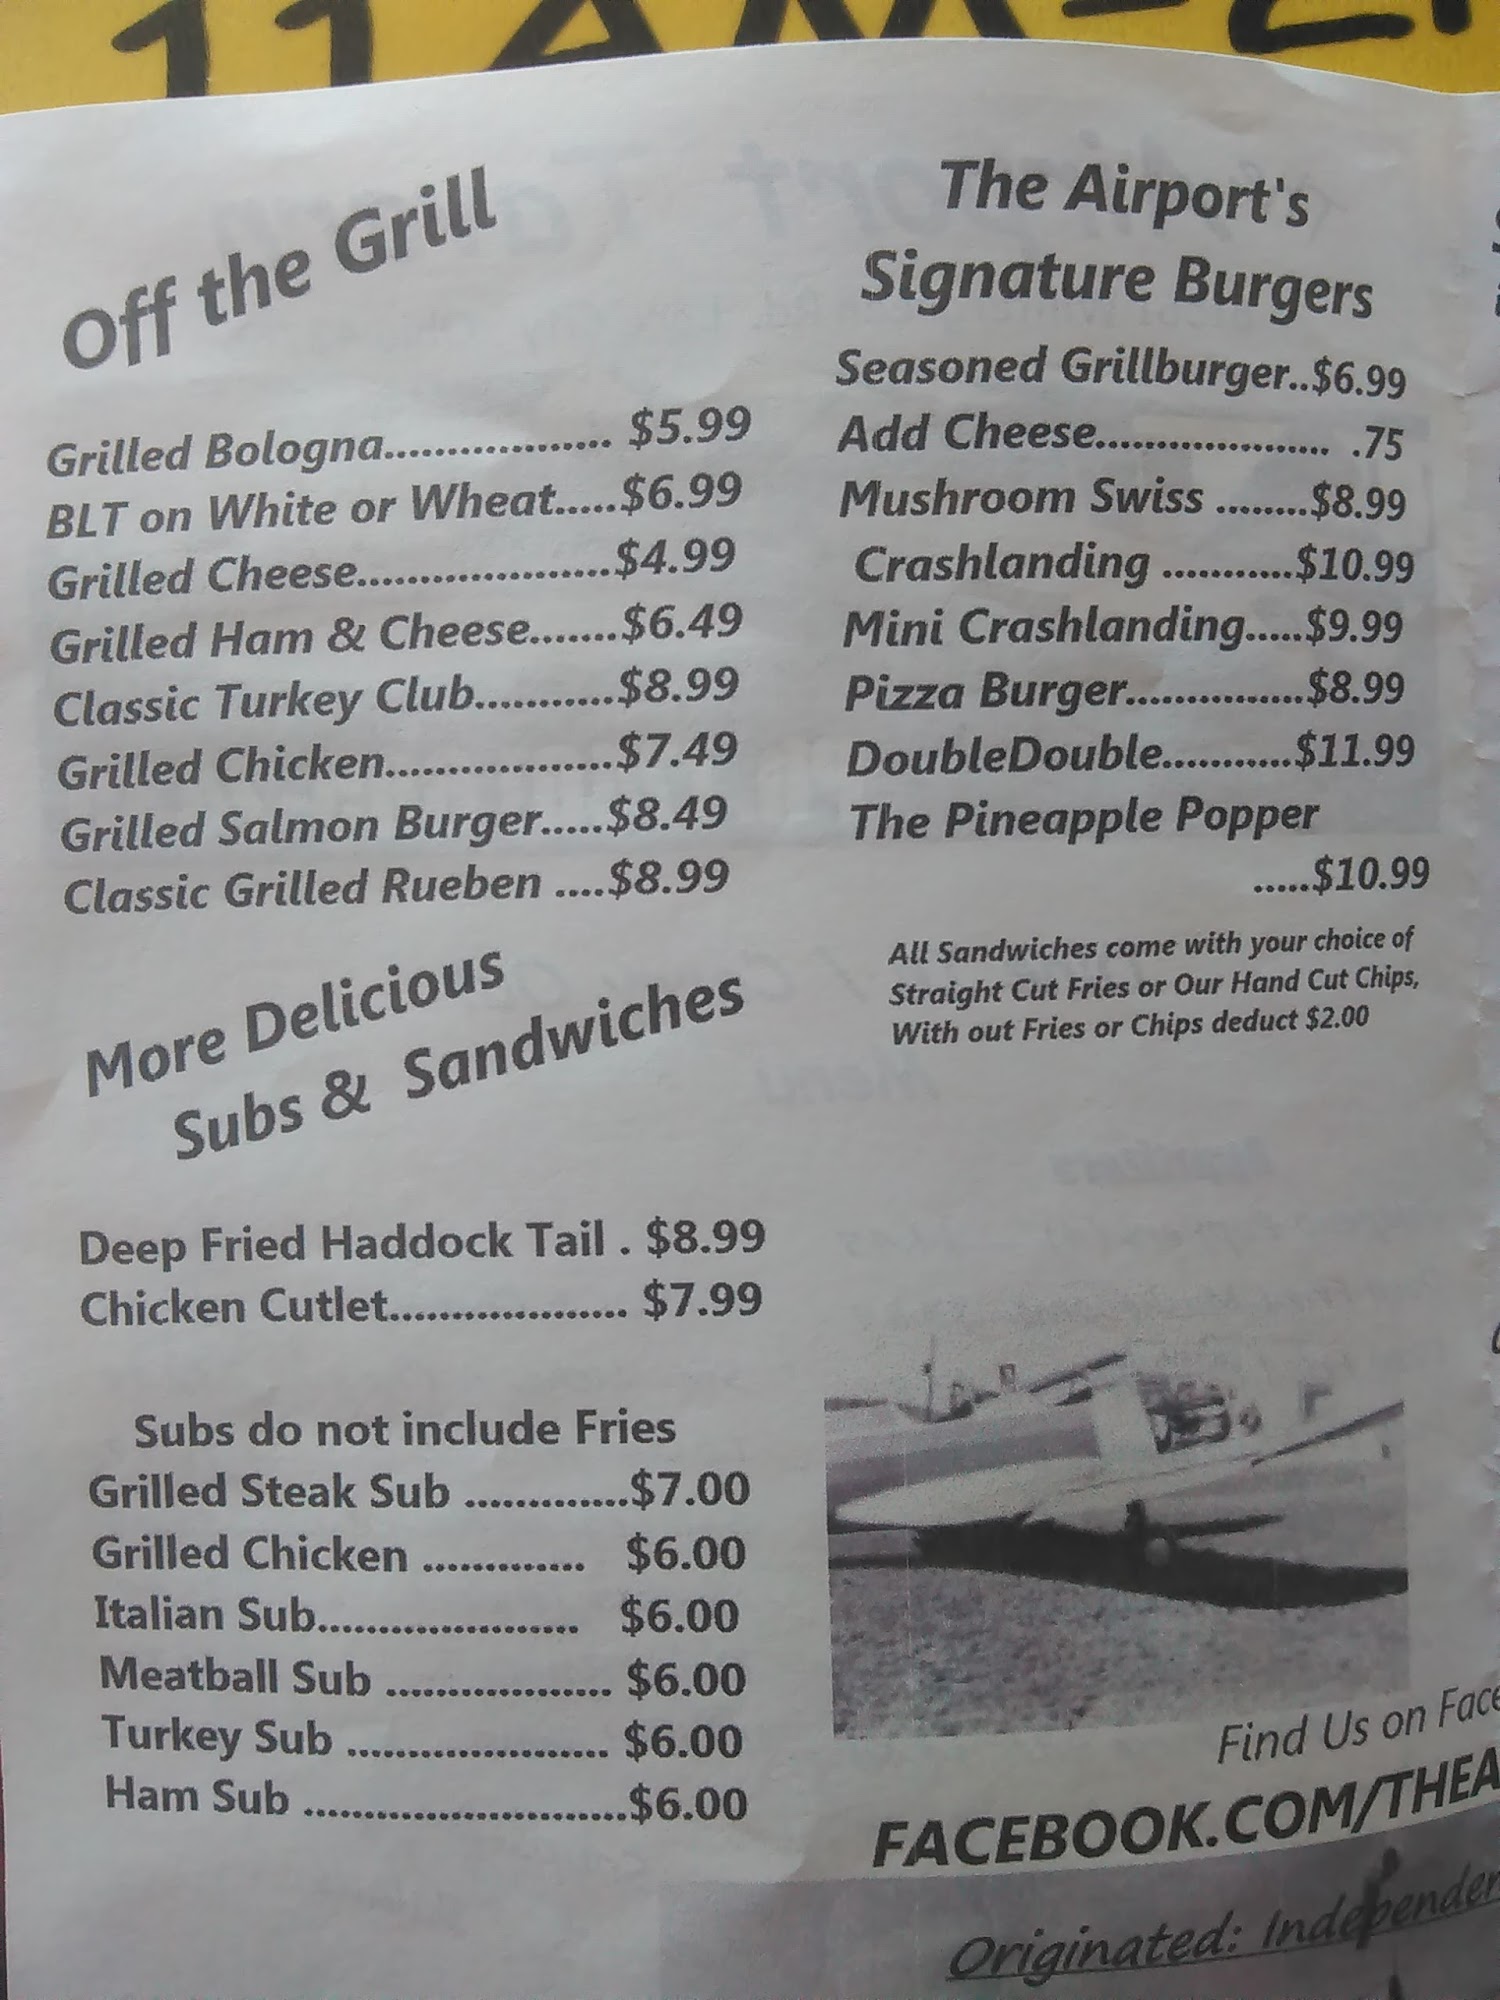 11AM-
Off the Grill
Grilled Bologna.................. $5.99
BLT on White or Wheat.....$6.99
Grilled Cheese....................$4.99
Grilled Ham & Cheese.......$6.49
Classic Turkey Club...........$8.99
Grilled Chicken..................$7.49
Grilled Salmon Burger.....$8.49
Classic Grilled Rueben ....$8.99
More Delicious
Subs & Sandwiches
Deep Fried Haddock Tail . $8.99
Chicken Cutlet.................... $7.99
Subs do not include Fries
Grilled Steak Sub ..............$7.00
Grilled Chicken .............. $6.00
Italian Sub...................... $6.00
Meatball Sub ................... $6.00
Turkey Sub ...................... $6.00
Ham Sub ...........................$6.00
The Airport's
Signature Burgers
Seasoned Grillburger..$6.99
Add Cheese.................... .75
Mushroom Swiss ........$8.99
Crashlanding ...........$10.99
Mini Crashlanding.....$9.99
Pizza Burger...............$8.99
DoubleDouble...........$11.99
The Pineapple Popper
.....$10.99
All Sandwiches come with your choice of
Straight Cut Fries or Our Hand Cut Chips,
With out Fries or Chips deduct $2.00
Find Us on Face
FACEBOOK.COM/THEA
Originated: Independen